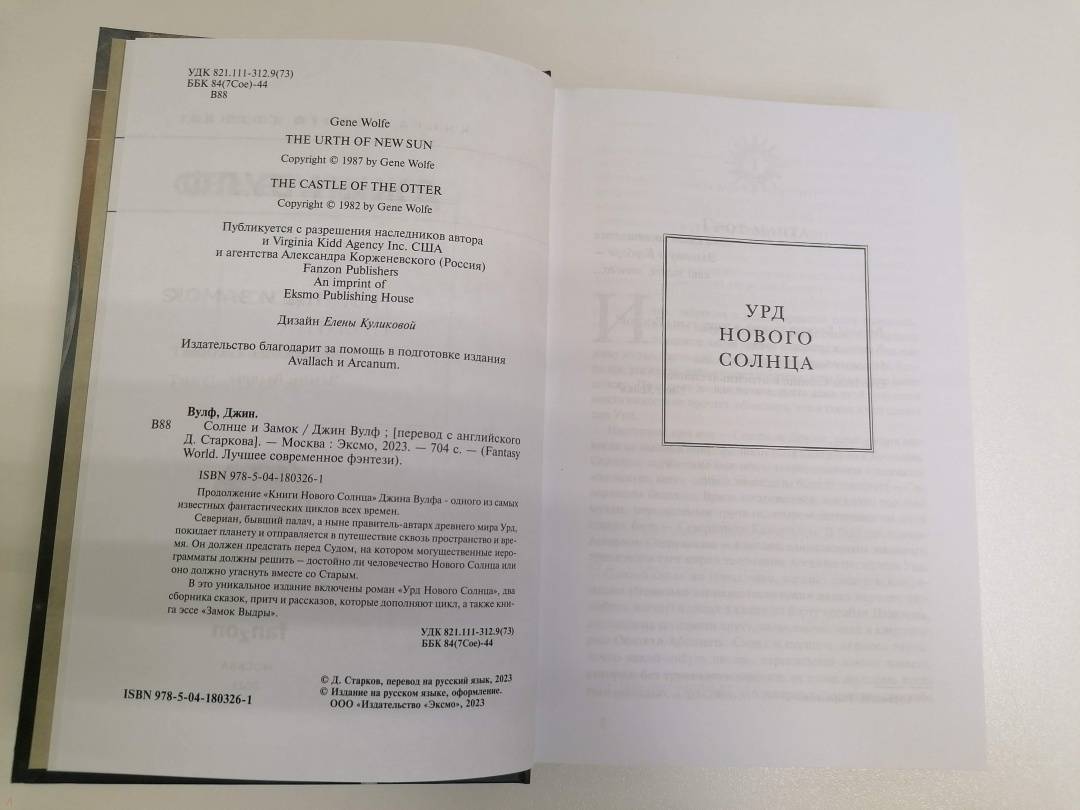 УДК 821.111-312.9(73)
ББК 84(7Сое)-44
В88
Gene Wolfe
THE URTH OF NEW SUN
Copyright © 1987 by Gene Wolfe
THE CASTLE OF THE OTTER
Copyright © 1982 by Gene Wolfe
Публикуется с разрешения наследников автора
и Virginia Kidd Agency Inc. США
и агентства Александра Корженевского (Россия)
Fanzon Publishers
An imprint of
Eksmo Publishing House
Дизайн Елены Куликовой
Издательство благодарит за помощь в подготовке издания
Avallach и Arcanum.
Вулф, Джин.
В88 Солнце и Замок / Джин Вулф ; [перевод с английского
Д. Старкова]. — Москва : Эксмо, 2023. — 704 с. — (Fantasy
World. Лучшее современное фэнтези).
ISBN 978-5-04-180326-1
Продолжение «Книги Нового Солнца» Джина Вулфа - одного из самых
известных фантастических циклов всех времен.
Севериан, бывший палач, а ныне правитель-автарх древнего мира Урд,
покидает планету и отправляется в путешествие сквозь пространство и вре-
мя. Он должен предстать перед Судом, на котором могущественные иеро-
грамматы должны решить – достойно ли человечество Нового Солнца или
оно должно угаснуть вместе со Старым.
В это уникальное издание включены роман «Урд Нового Солнца», два
сборника сказок, притч и рассказов, которые дополняют цикл, а также кни-
га эссе «Замок Выдры».
УДК 821.111-312.9(73)
ББК 84(7Сое)-44
© Д. Старков, перевод на русский язык, 2023
© Издание на русском языке, оформление.
ООО «Издательство «Эксмо», 2023
ISBN 978-5-04-180326-1
УРД
НОВОГО
СОЛНЦА